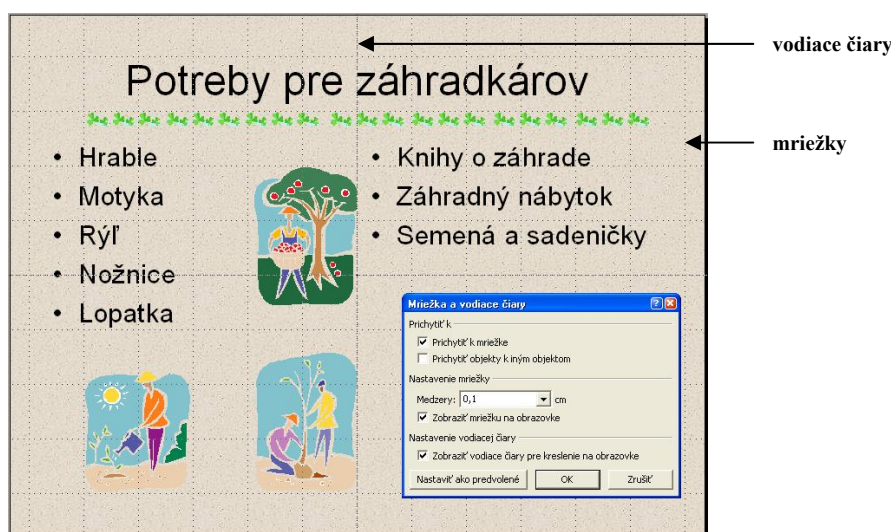 vodiace čiary
Potreby pre záhradkárov
mriežky
• Hrable
• Motyka
• Rýľ
• Nožnice
• Lopatka
• Knihy o záhrade
• Záhradný nábytok
• Semená a sadeničky
Mriežka a vodiace čiary
Prichytiť k
Prichytiť k mriežke
Prichytiť objekty k iným objektom
Nastavenie mriežky
Medzery: 0,1 cm
Zobraziť mriežku na obrazovke
Nastavenie vodiacej čiary
Zobraziť vodiace čiary pre kreslenie na obrazovke
Nastaviť ako predvolené OK Zrušiť